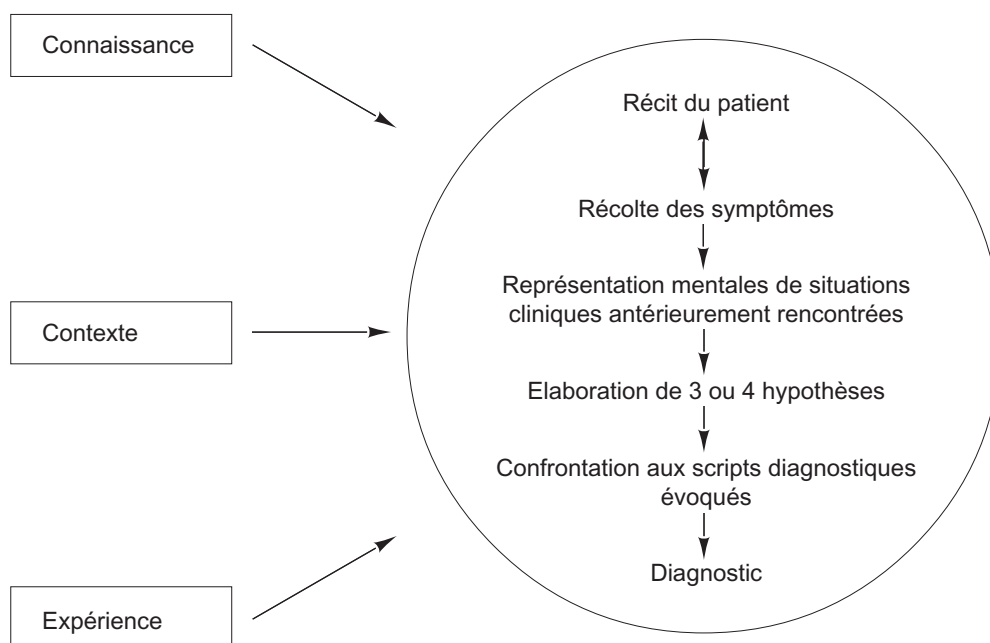 Connaissance
Contexte
Expérience
Récit du patient
Récolte des symptômes
Représentation mentales de situations
cliniques antérieurement rencontrées
Elaboration de 3 ou 4 hypothèses
Confrontation aux scripts diagnostiques
évoqués
Diagnostic